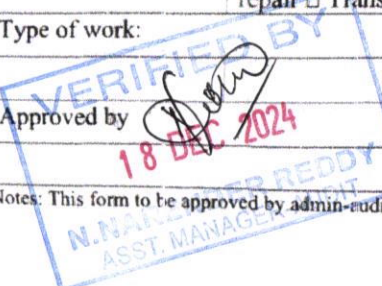 repair ☐ Trans
Type of work:
VERIFIED BY
Approved by
18 DEC 2024
Notes: This form to be approved by admin-audi
REDDY
ASST. MANAGER AUDIT